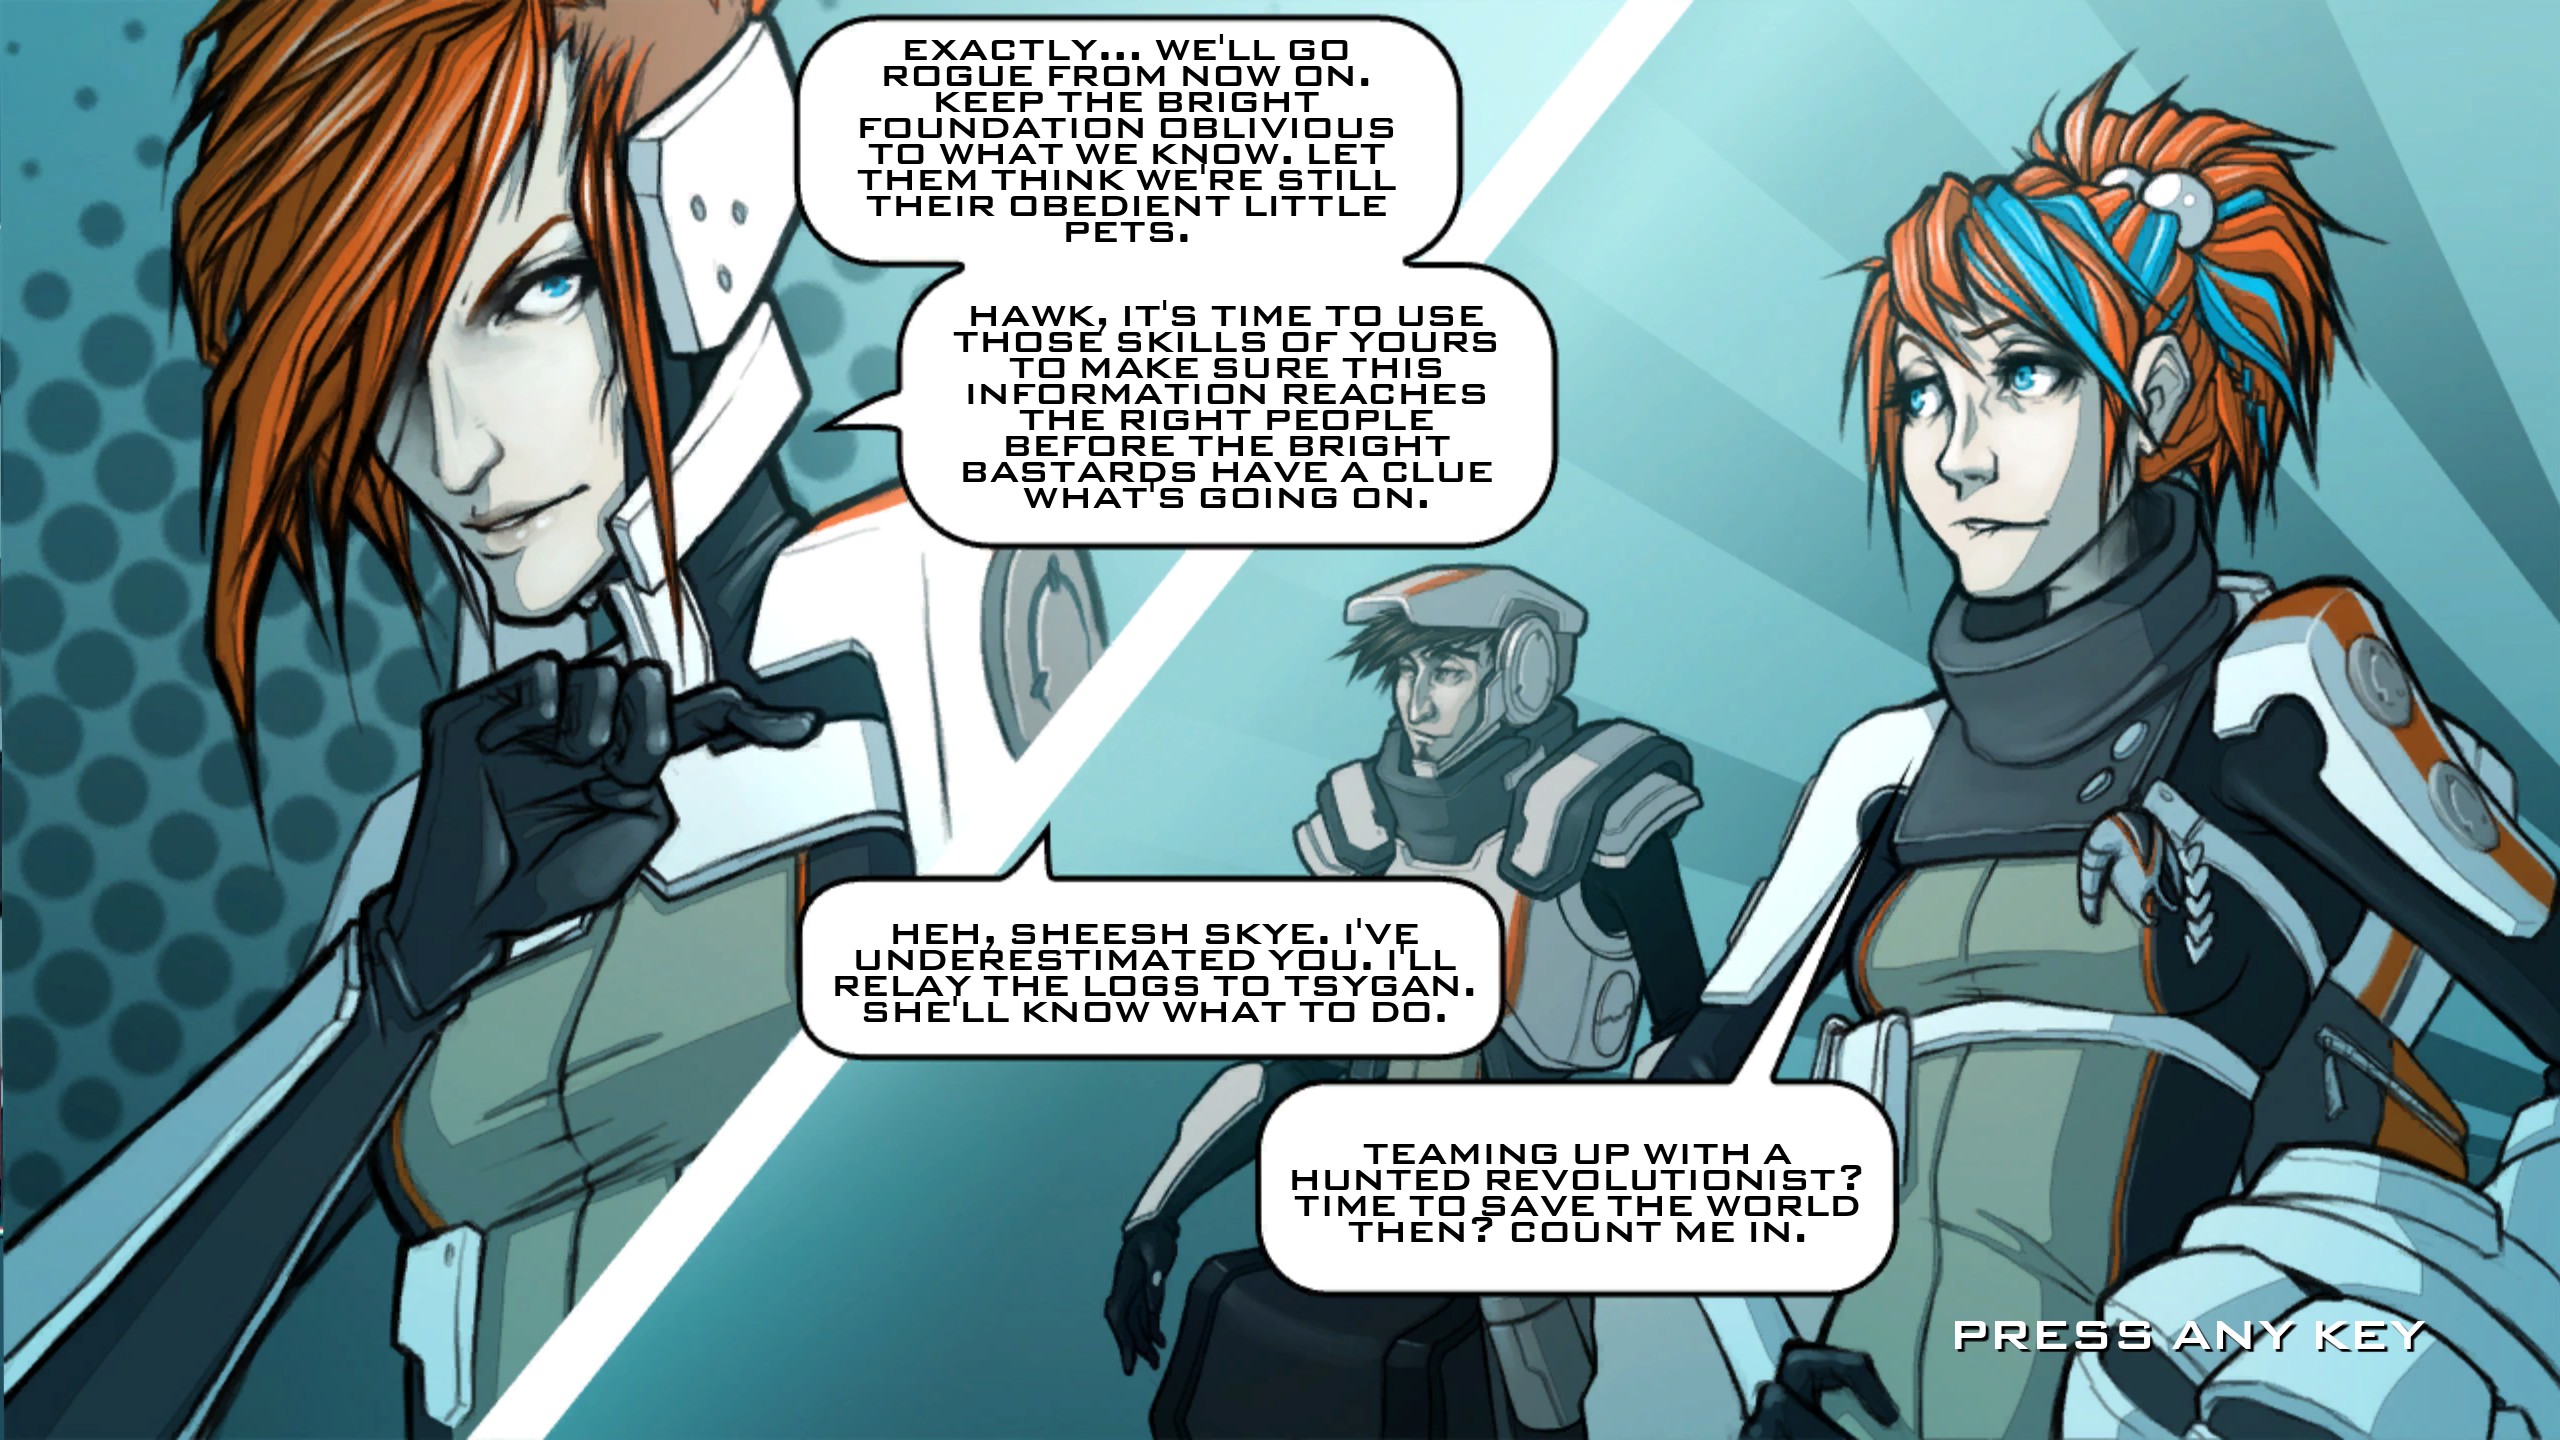 EXACTLY... WE'LL GO
ROGUE FROM NOW ON.
KEEP THE BRIGHT
FOUNDATION OBLIVIOUS
TO WHAT WE KNOW. LET
THEM THINK WE'RE STILL
THEIR OBEDIENT LITTLE
PETS.
HAWK, IT'S TIME TO USE
THOSE SKILLS OF YOURS
TO MAKE SURE THIS
INFORMATION REACHES
THE RIGHT PEOPLE
BEFORE THE BRIGHT
BASTARDS HAVE A CLUE
WHAT'S GOING ON.
HEH, SHEESH SKYE. I'VE
UNDERESTIMATED YOU. I'LL
RELAY THE LOGS TO TSYGAN.
SHE'LL KNOW WHAT TO DO.
TEAMING UP WITH A
HUNTED REVOLUTIONIST?
TIME TO SAVE THE WORLD
THEN? COUNT ME IN.
PRESS ANY KEY